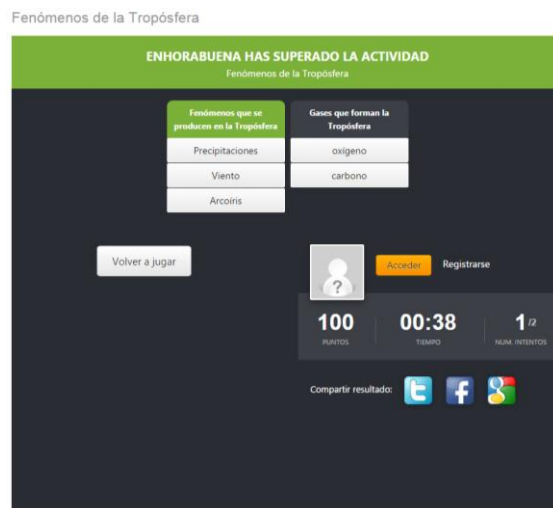 Fenómenos de la Tropósfera
ENHORABUENA HAS SUPERADO LA ACTIVIDAD
Fenómenos de la Tropósfera
Fenómenos que se
producen en la Tropósfera
Gases que forman la
Tropósfera
Precipitaciones
oxígeno
Viento
carbono
Arcoíris
Volver a jugar
?
Acceder
Registrarse
100
00:38
1 /2
PUNTOS
TIEMPO
NUM. INTENTOS
Compartir resultado: